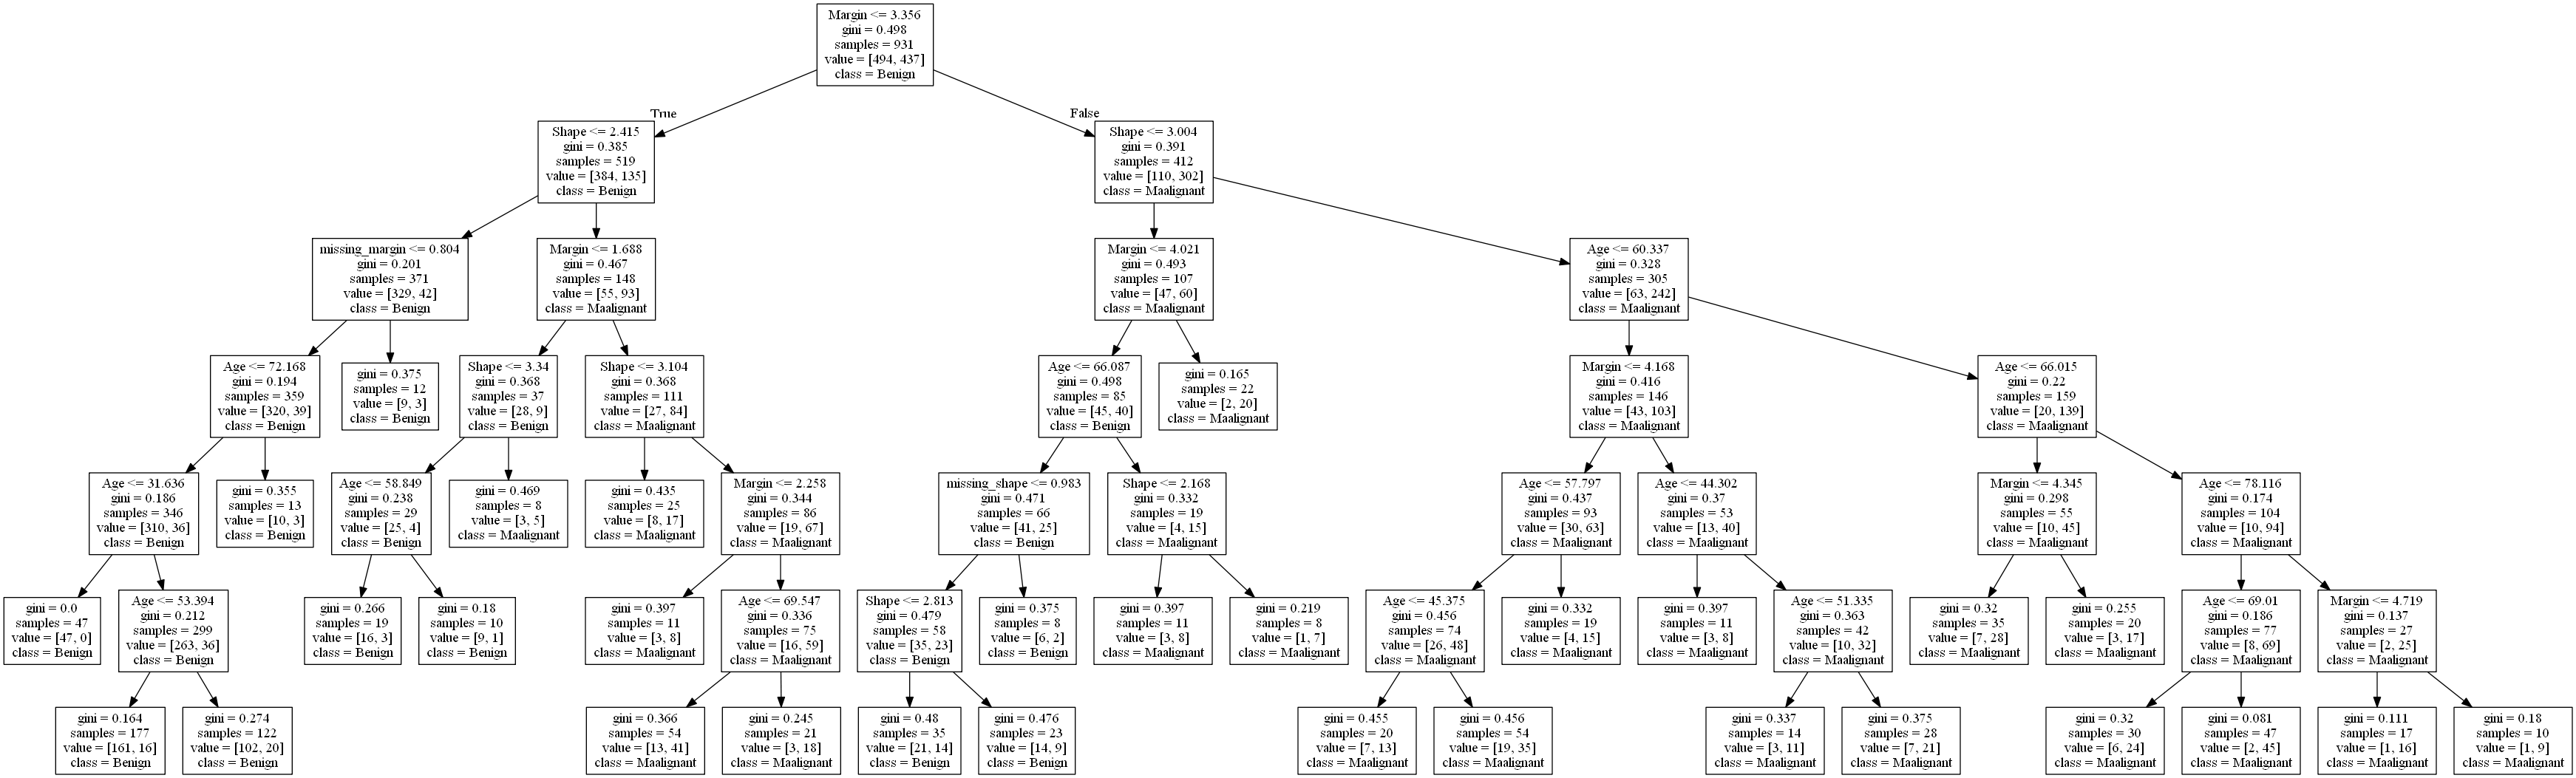 Margin <= 3.356
gini = 0.498
samples = 931
value = [494, 437]
class = Benign
True
False
Shape <= 2.415
gini = 0.385
samples = 519
value = [384, 135]
class = Benign
Shape <= 3.004
gini = 0.391
samples = 412
value = [110, 302]
class = Maalignant
missing_margin <= 0.804
gini = 0.201
samples = 371
value = [329, 42]
class = Benign
Margin <= 1.688
gini = 0.467
samples = 148
value = [55, 93]
class = Maalignant
Margin <= 4.021
gini = 0.493
samples = 107
value = [47, 60]
class = Maalignant
Age <= 60.337
gini = 0.328
samples = 305
value = [63, 242]
class = Maalignant
Age <= 72.168
gini = 0.194
samples = 359
value = [320, 39]
class = Benign
gini = 0.375
samples = 12
value = [9, 3]
class = Benign
Shape <= 3.34
gini = 0.368
samples = 37
value = [28, 9]
class = Benign
Shape <= 3.104
gini = 0.368
samples = 111
value = [27, 84]
class = Maalignant
Age <= 66.087
gini = 0.498
samples = 85
value = [45, 40]
class = Benign
gini = 0.165
samples = 22
value = [2, 20]
class = Maalignant
Margin <= 4.168
gini = 0.416
samples = 146
value = [43, 103]
class = Maalignant
Age <= 66.015
gini = 0.22
samples = 159
value = [20, 139]
class = Maalignant
Age <= 31.636
gini = 0.186
samples = 346
value = [310, 36]
class = Benign
gini = 0.355
samples = 13
value = [10, 3]
class = Benign
Age <= 58.849
gini = 0.238
samples = 29
value = [25, 4]
class = Benign
gini = 0.469
samples = 8
value = [3, 5]
class = Maalignant
gini = 0.435
samples = 25
value = [8, 17]
class = Maalignant
Margin <= 2.258
gini = 0.344
samples = 86
value = [19, 67]
class = Maalignant
missing_shape <= 0.983
gini = 0.471
samples = 66
value = [41, 25]
class = Benign
Shape <= 2.168
gini = 0.332
samples = 19
value = [4, 15]
class = Maalignant
Age <= 57.797
gini = 0.437
samples = 93
value = [30, 63]
class = Maalignant
Age <= 44.302
gini = 0.37
samples = 53
value = [13, 40]
class = Maalignant
Margin <= 4.345
gini = 0.298
samples = 55
value = [10, 45]
class = Maalignant
Age <= 78.116
gini = 0.174
samples = 104
value = [10, 94]
class = Maalignant
gini = 0.0
samples = 47
value = [47, 0]
class = Benign
Age <= 53.394
gini = 0.212
samples = 299
value = [263, 36]
class = Benign
gini = 0.266
samples = 19
value = [16, 3]
class = Benign
gini = 0.18
samples = 10
value = [9, 1]
class = Benign
gini = 0.397
samples = 11
value = [3, 8]
class = Maalignant
Age <= 69.547
gini = 0.336
samples = 75
value = [16, 59]
class = Maalignant
Shape <= 2.813
gini = 0.479
samples = 58
value = [35, 23]
class = Benign
gini = 0.375
samples = 8
value = [6, 2]
class = Benign
gini = 0.397
samples = 11
value = [3, 8]
class = Maalignant
gini = 0.219
samples = 8
value = [1, 7]
class = Maalignant
Age <= 45.375
gini = 0.456
samples = 74
value = [26, 48]
class = Maalignant
gini = 0.332
samples = 19
value = [4, 15]
class = Maalignant
gini = 0.397
samples = 11
value = [3, 8]
class = Maalignant
Age <= 51.335
gini = 0.363
samples = 42
value = [10, 32]
class = Maalignant
gini = 0.32
samples = 35
value = [7, 28]
class = Maalignant
gini = 0.255
samples = 20
value = [3, 17]
class = Maalignant
Age <= 69.01
gini = 0.186
samples = 77
value = [8, 69]
class = Maalignant
Margin <= 4.719
gini = 0.137
samples = 27
value = [2, 25]
class = Maalignant
gini = 0.164
samples = 177
value = [161, 16]
class = Benign
gini = 0.274
samples = 122
value = [102, 20]
class = Benign
gini = 0.366
samples = 54
value = [13, 41]
class = Maalignant
gini = 0.245
samples = 21
value = [3, 18]
class = Maalignant
gini = 0.48
samples = 35
value = [21, 14]
class = Benign
gini = 0.476
samples = 23
value = [14, 9]
class = Benign
gini = 0.455
samples = 20
value = [7, 13]
class = Maalignant
gini = 0.456
samples = 54
value = [19, 35]
class = Maalignant
gini = 0.337
samples = 14
value = [3, 11]
class = Maalignant
gini = 0.375
samples = 28
value = [7, 21]
class = Maalignant
gini = 0.32
samples = 30
value = [6, 24]
class = Maalignant
gini = 0.081
samples = 47
value = [2, 45]
class = Maalignant
gini = 0.111
samples = 17
value = [1, 16]
class = Maalignant
gini = 0.18
samples = 10
value = [1, 9]
class = Maalignant